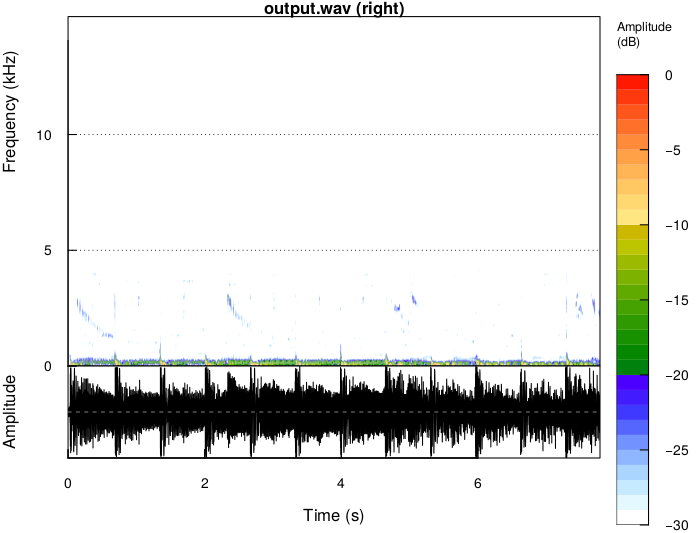 output.wav (right)
Amplitude
(dB)
Frequency (kHz)
10
5
0
Amplitude
0
2
4
6
Time (s)
0
−5
−10
−15
−20
−25
−30